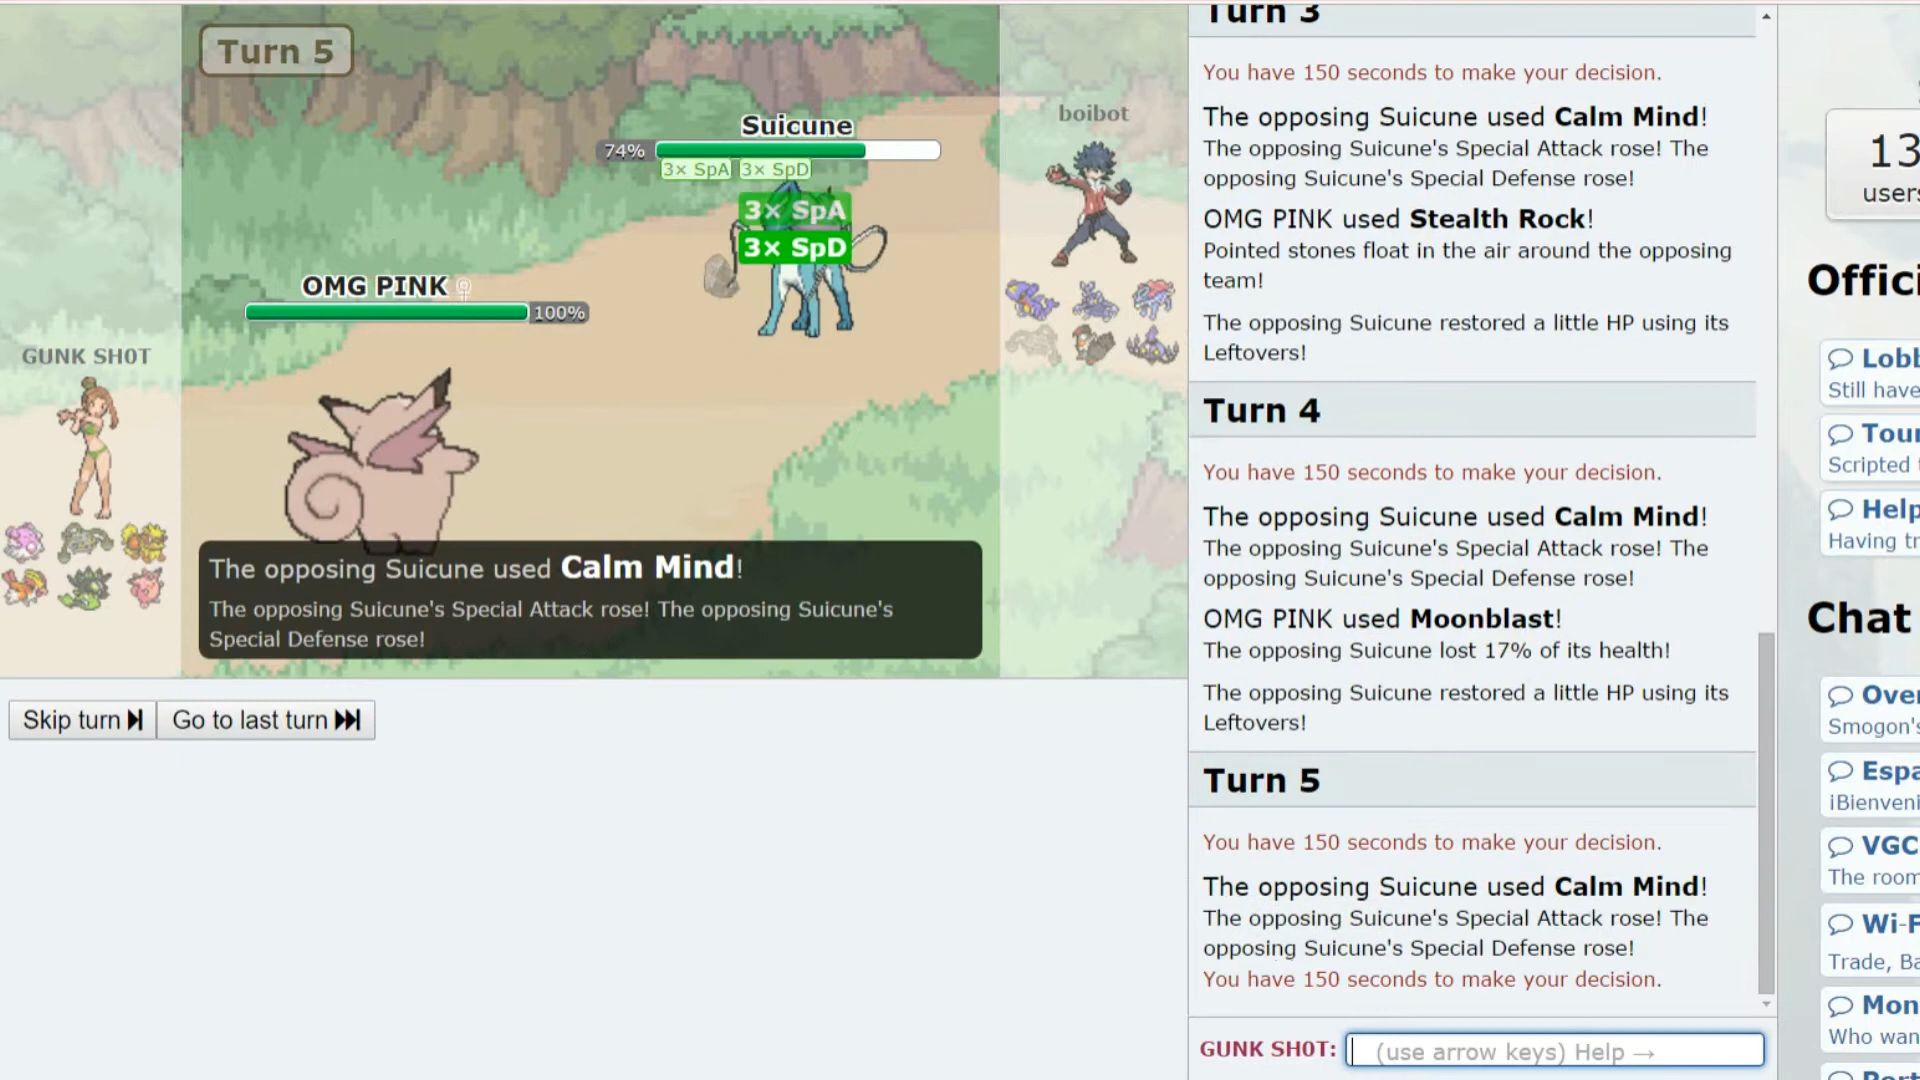 Turn 5
Suicune
74%
3× SpA 3× SpD
3× SpA
3× SpD
OMG PINK
100%
GUNK SH0T
boibot
The opposing Suicune used Calm Mind!
The opposing Suicune's Special Attack rose! The opposing Suicune's
Special Defense rose!
Skip turn
Go to last turn
Turn 3
You have 150 seconds to make your decision.
The opposing Suicune used Calm Mind!
The opposing Suicune's Special Attack rose! The
opposing Suicune's Special Defense rose!
OMG PINK used Stealth Rock!
Pointed stones float in the air around the opposing
team!
The opposing Suicune restored a little HP using its
Leftovers!
Turn 4
You have 150 seconds to make your decision.
The opposing Suicune used Calm Mind!
The opposing Suicune's Special Attack rose! The
opposing Suicune's Special Defense rose!
OMG PINK used Moonblast!
The opposing Suicune lost 17% of its health!
The opposing Suicune restored a little HP using its
Leftovers!
Turn 5
You have 150 seconds to make your decision.
The opposing Suicune used Calm Mind!
The opposing Suicune's Special Attack rose! The
opposing Suicune's Special Defense rose!
You have 150 seconds to make your decision.
GUNK SH0T: (use arrow keys) Help →
13
users
Offici
Lobb
Still have
Tour
Scripted
Help
Having tr
Chat
Over
Smogon's
Espa
¡Bienveni
VGC
The room
Wi-F
Trade, Ba
Mon
Who wan